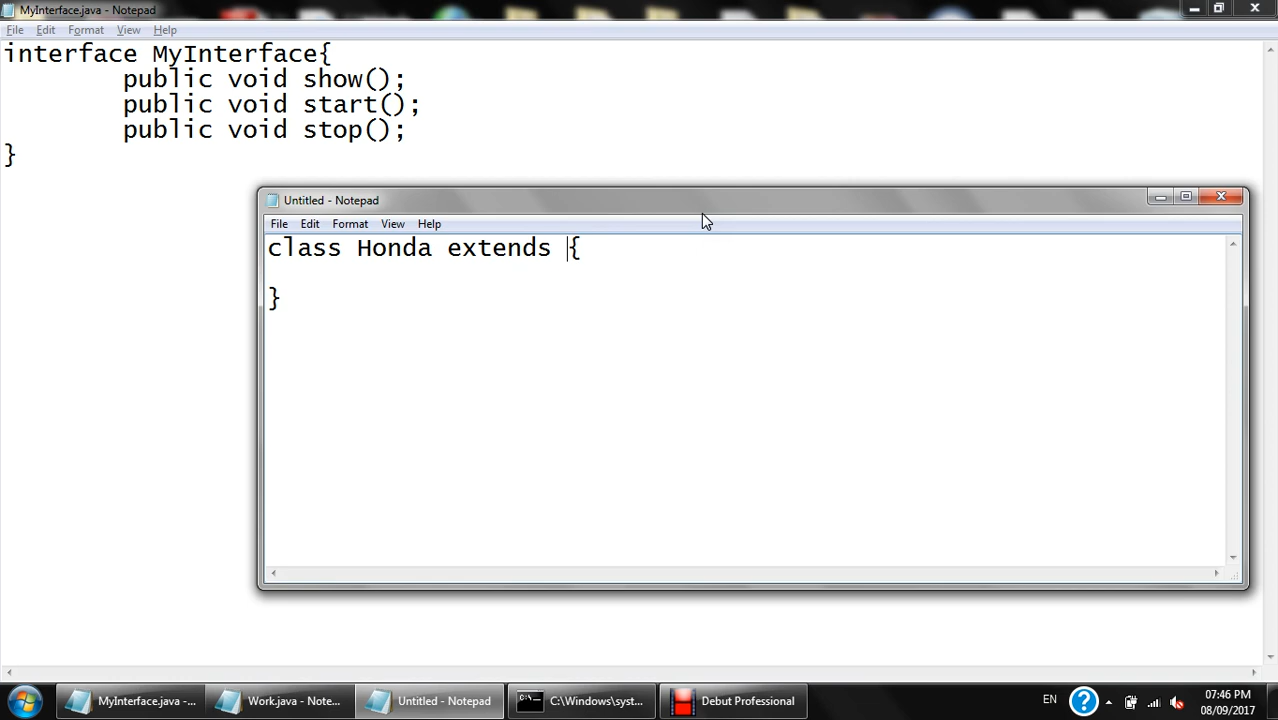 MyInterface.java - Notepad
File Edit Format View Help
interface MyInterface{
public void show();
public void start();
public void stop();
}
Untitled - Notepad
File Edit Format View Help
class Honda extends {
}
MyInterface.java -... Work.java - Note... Untitled - Notepad C:\Windows\syst... Debut Professional EN 07:46 PM
08/09/2017